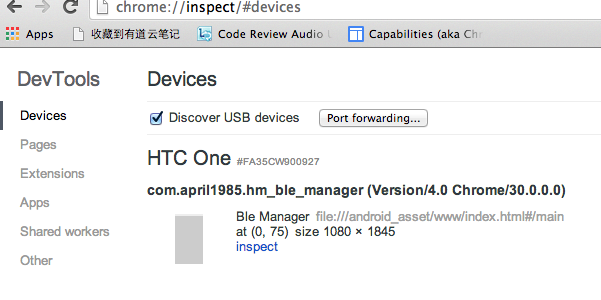 chrome://inspect/#devices
Apps 收藏到有道云笔记 Code Review Audio Capabilities (aka Ch
DevTools
Devices
Devices
Discover USB devices Port forwarding...
Pages
HTC One #FA35CW900927
Extensions
com.april1985.hm_ble_manager (Version/4.0 Chrome/30.0.0.0)
Apps
Ble Manager file:///android_asset/www/index.html#/main
Shared workers
at (0, 75) size 1080 × 1845
inspect
Other